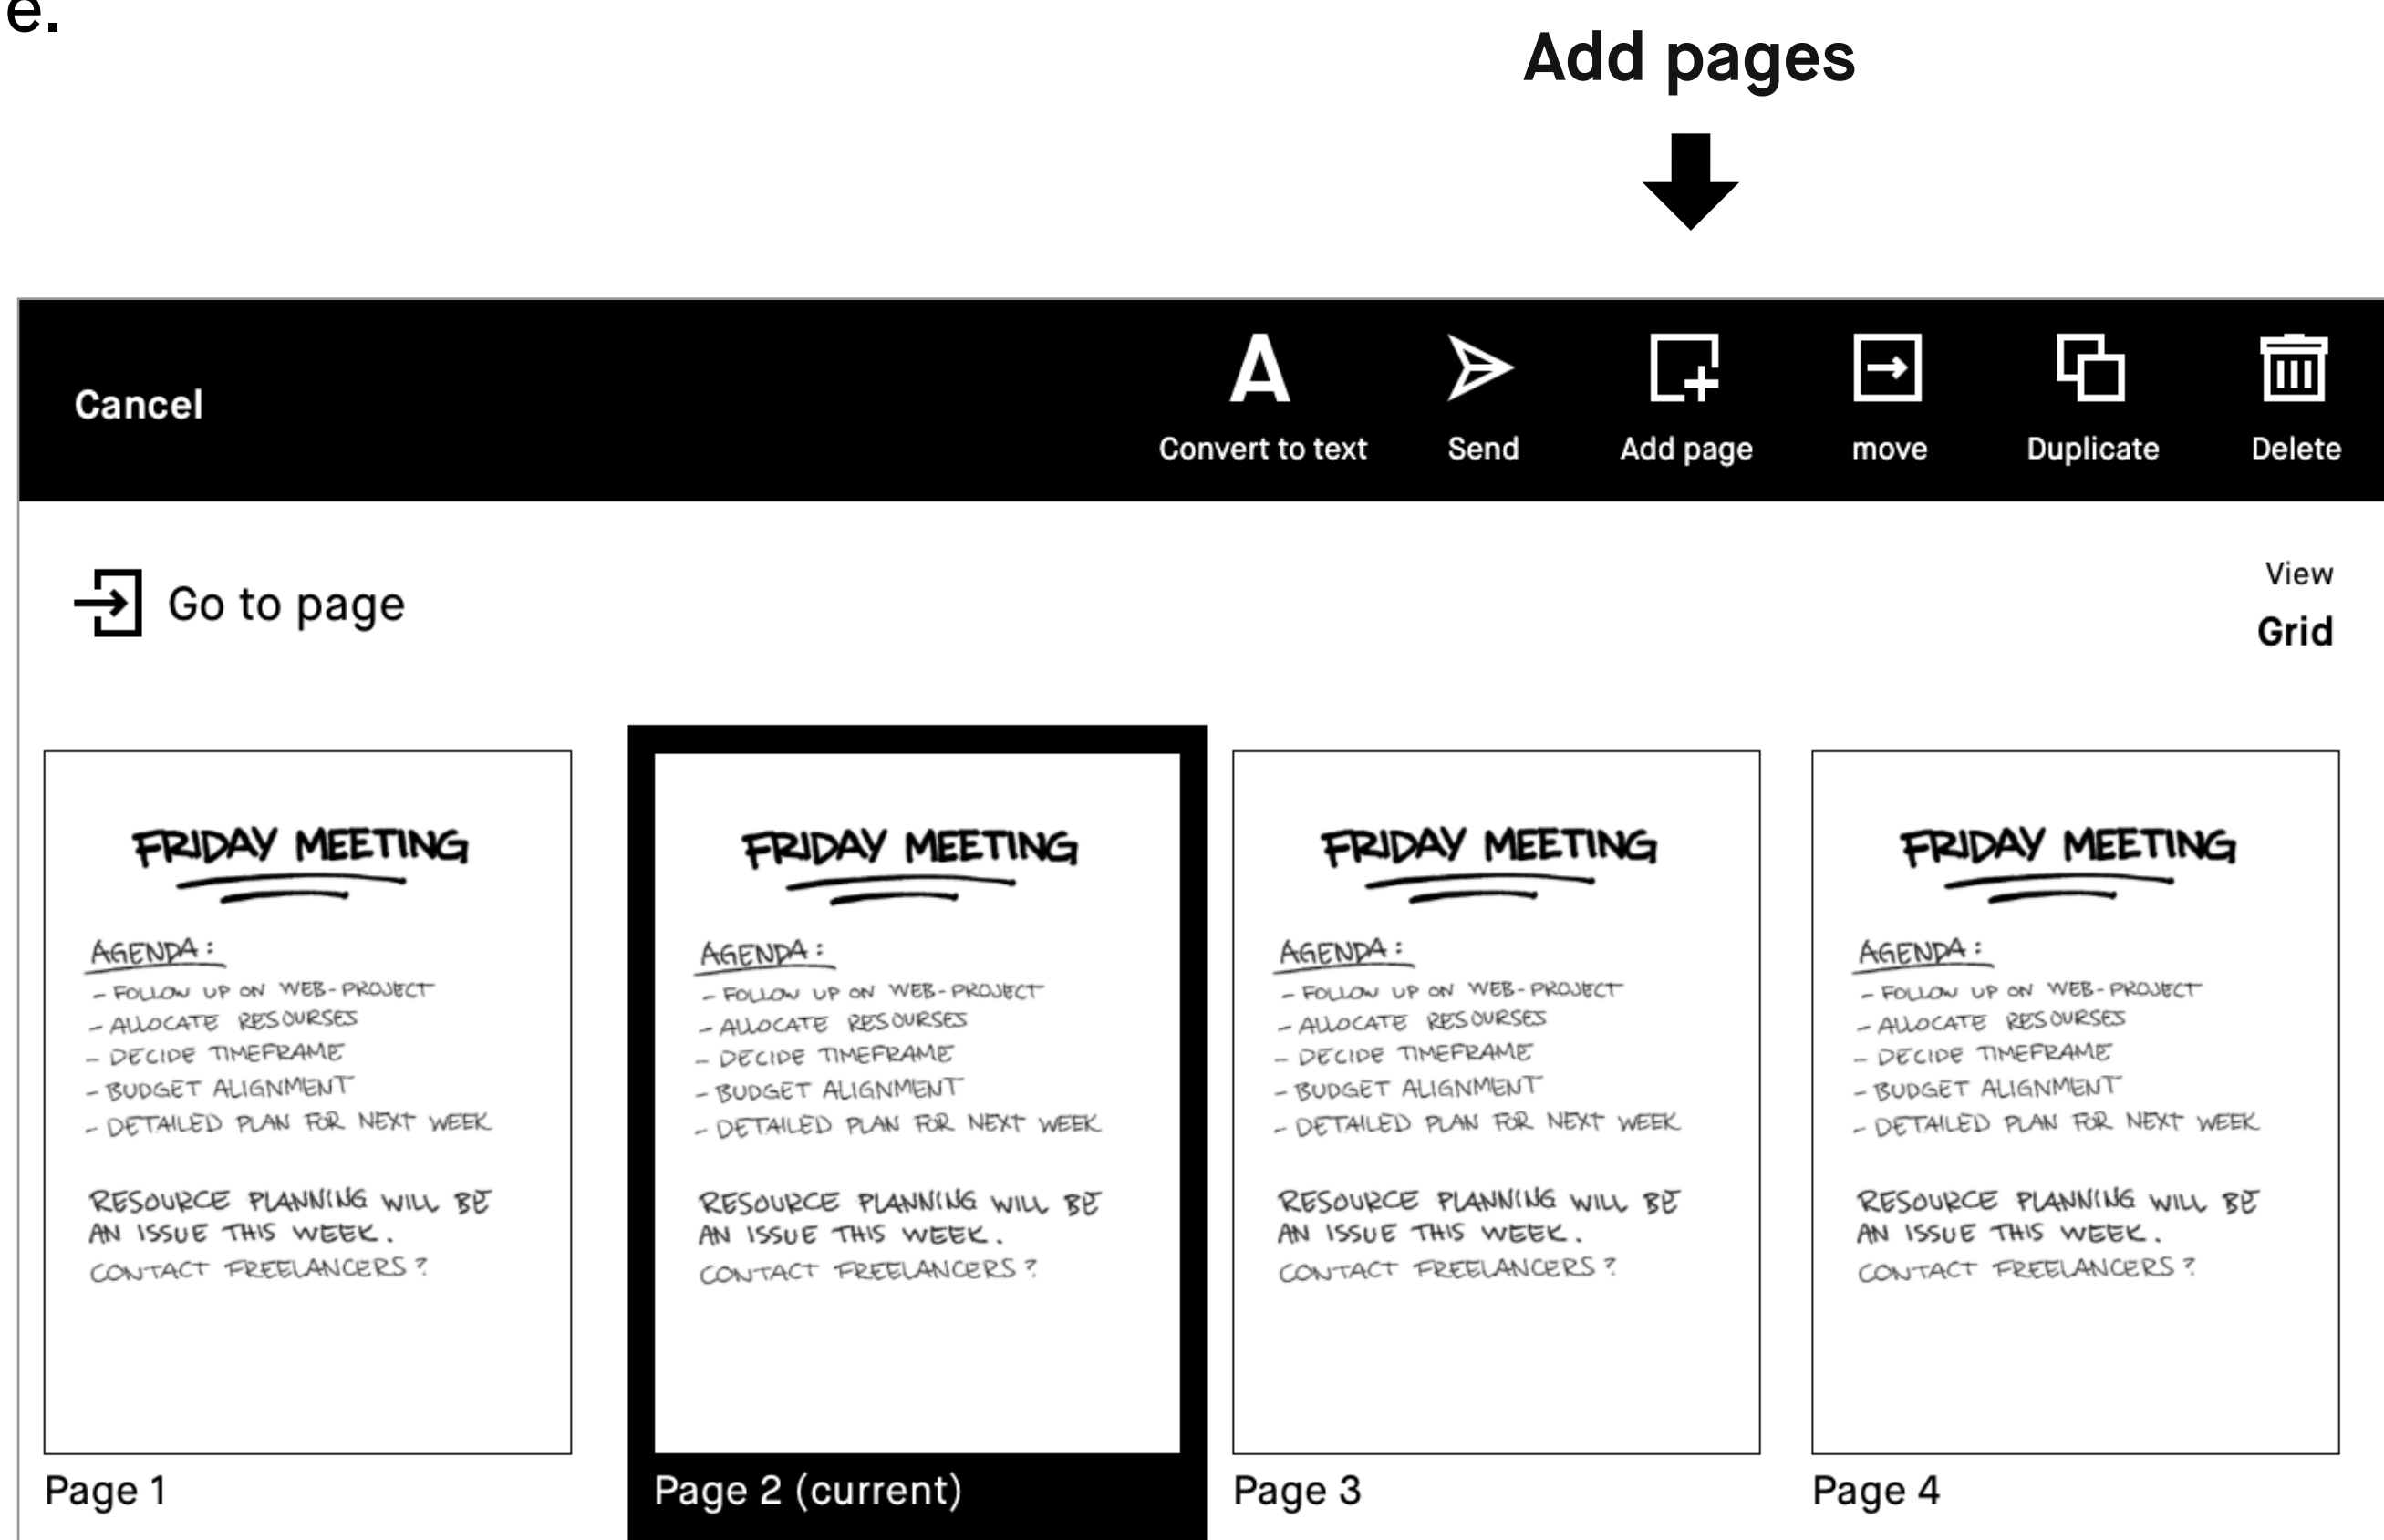 e.
Add pages
Cancel
A
Convert to text
Send
Add page
move
Duplicate
Delete
Go to page
View
Grid
FRIDAY MEETING
AGENDA:
- FOLLOW UP ON WEB-PROJECT
- ALLOCATE RESOURSES
- DECIDE TIMEFRAME
- BUDGET ALIGNMENT
- DETAILED PLAN FOR NEXT WEEK
RESOURCE PLANNING WILL BE
AN ISSUE THIS WEEK.
CONTACT FREELANCERS?
Page 1
FRIDAY MEETING
AGENDA:
- FOLLOW UP ON WEB-PROJECT
- ALLOCATE RESOURSES
- DECIDE TIMEFRAME
- BUDGET ALIGNMENT
- DETAILED PLAN FOR NEXT WEEK
RESOURCE PLANNING WILL BE
AN ISSUE THIS WEEK.
CONTACT FREELANCERS?
Page 2 (current)
FRIDAY MEETING
AGENDA:
- FOLLOW UP ON WEB-PROJECT
- ALLOCATE RESOURSES
- DECIDE TIMEFRAME
- BUDGET ALIGNMENT
- DETAILED PLAN FOR NEXT WEEK
RESOURCE PLANNING WILL BE
AN ISSUE THIS WEEK.
CONTACT FREELANCERS?
Page 3
FRIDAY MEETING
AGENDA:
- FOLLOW UP ON WEB-PROJECT
- ALLOCATE RESOURSES
- DECIDE TIMEFRAME
- BUDGET ALIGNMENT
- DETAILED PLAN FOR NEXT WEEK
RESOURCE PLANNING WILL BE
AN ISSUE THIS WEEK.
CONTACT FREELANCERS?
Page 4